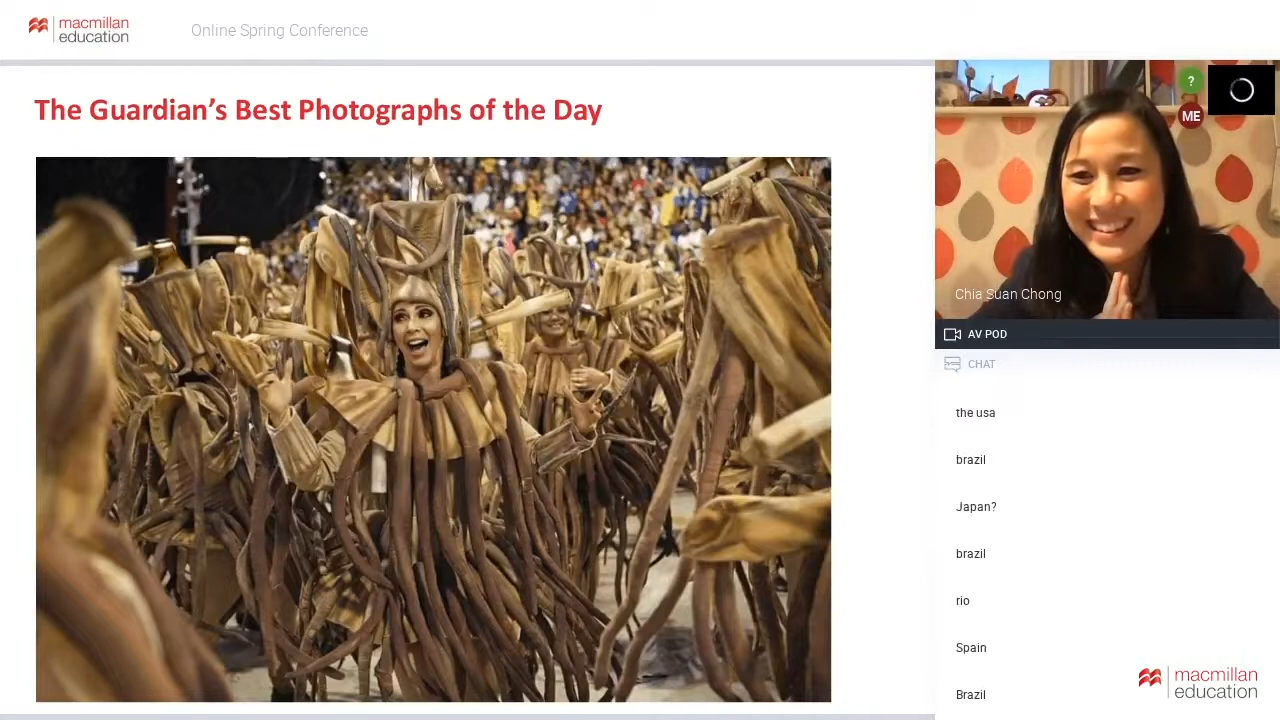 macmillan
education
Online Spring Conference
The Guardian's Best Photographs of the Day
?
ME
Chia Suan Chong
AV POD
CHAT
the usa
brazil
Japan?
brazil
rio
Spain
Brazil
macmillan
education